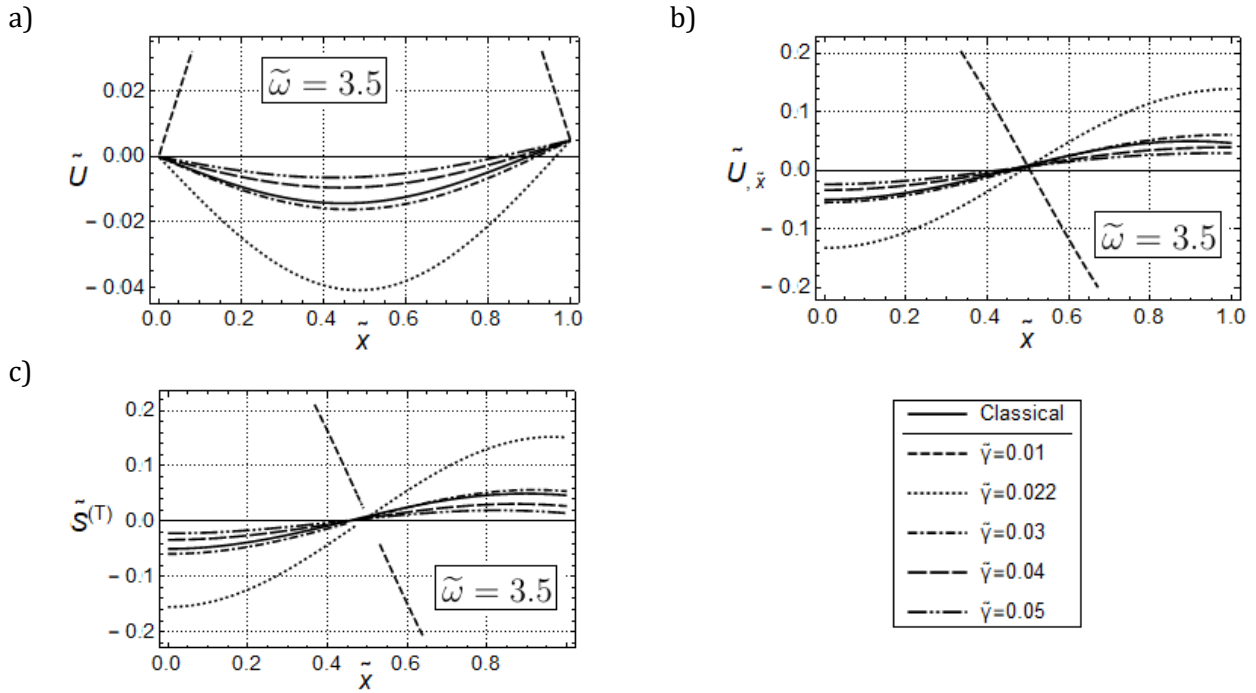 a)
0.02
0.00
− 0.02
− 0.04
Ũ
ω̃ = 3.5
0.0 0.2 0.4 0.6 0.8 1.0
x̃
b)
0.2
0.1
0.0
− 0.1
− 0.2
Ũ, x̃
ω̃ = 3.5
0.0 0.2 0.4 0.6 0.8 1.0
x̃
c)
0.2
0.1
0.0
− 0.1
− 0.2
S̃(T)
ω̃ = 3.5
0.0 0.2 0.4 0.6 0.8
x̃
Classical
γ̃=0.01
γ̃=0.022
γ̃=0.03
γ̃=0.04
γ̃=0.05